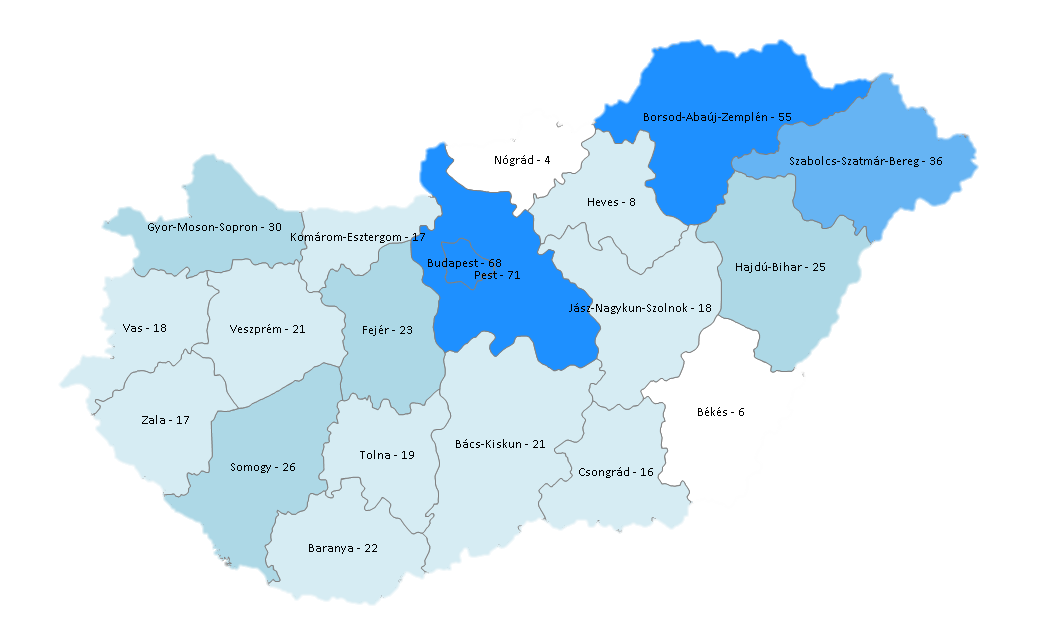 Borsod-Abaúj-Zemplén - 55
Nógrád - 4
Szabolcs-Szatmár-Bereg - 36
Heves - 8
Gyor-Moson-Sopron - 30
Komárom-Esztergom - 17
Budapest - 68
Hajdú-Bihar - 25
Pest - 71
Jász-Nagykun-Szolnok - 18
Vas - 18
Veszprém - 21
Fejér - 23
Békés - 6
Zala - 17
Bács-Kiskun - 21
Tolna - 19
Somogy - 26
Csongrád - 16
Baranya - 22